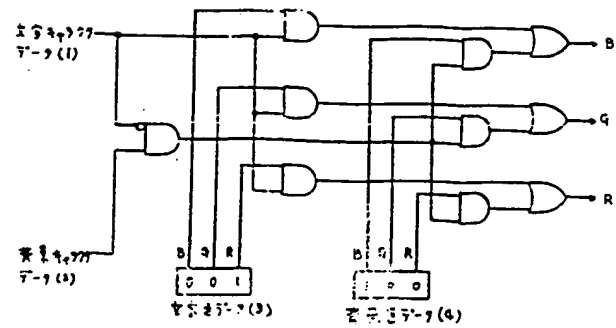 文字キャラクタ
データ(1)
背景キャラクタ
データ(2)
B G R
0 0 1
文字色データ(3)
B G R
1 0 0
背景色データ(4)
B
G
R